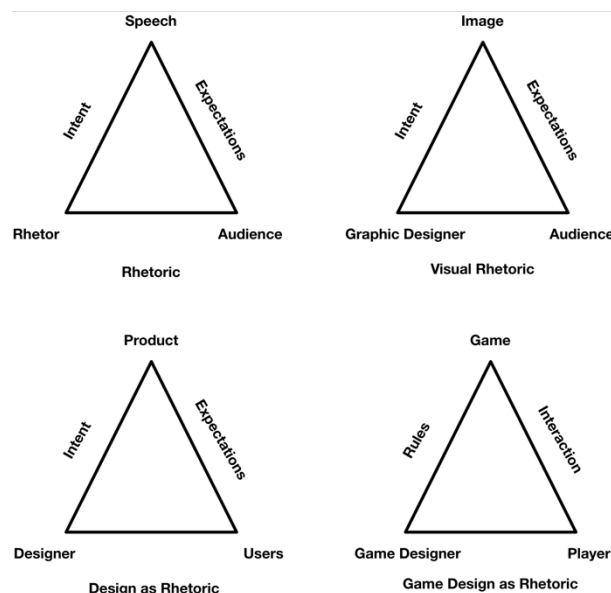 Speech
Intent
Expectations
Rhetor
Audience
Rhetoric
Image
Intent
Expectations
Graphic Designer
Audience
Visual Rhetoric
Product
Intent
Expectations
Designer
Users
Design as Rhetoric
Game
Rules
Interaction
Game Designer
Player
Game Design as Rhetoric